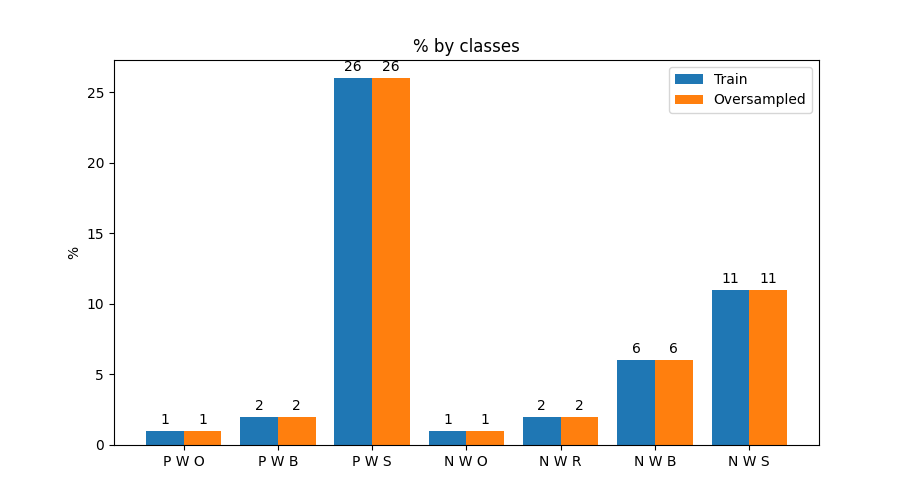 % by classes
Train
Oversampled
%
25
20
15
10
5
0
1 1 2 2 26 26 1 1 2 2 6 6 11 11
P W O P W B P W S N W O N W R N W B N W S